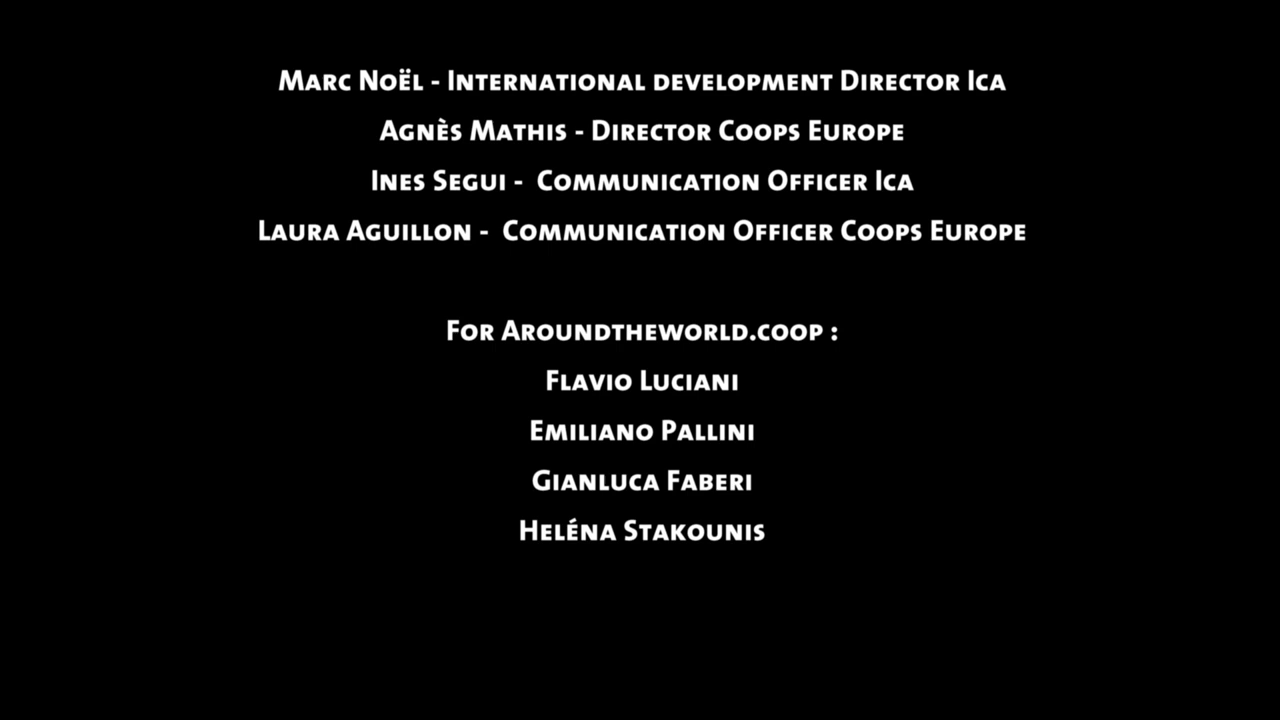 Marc Noël - International development Director Ica
Agnès Mathis - Director Coops Europe
Ines Segui - Communication Officer Ica
Laura Aguillon - Communication Officer Coops Europe
For Aroundtheworld.coop :
Flavio Luciani
Emiliano Pallini
Gianluca Faberi
Heléna Stakounis